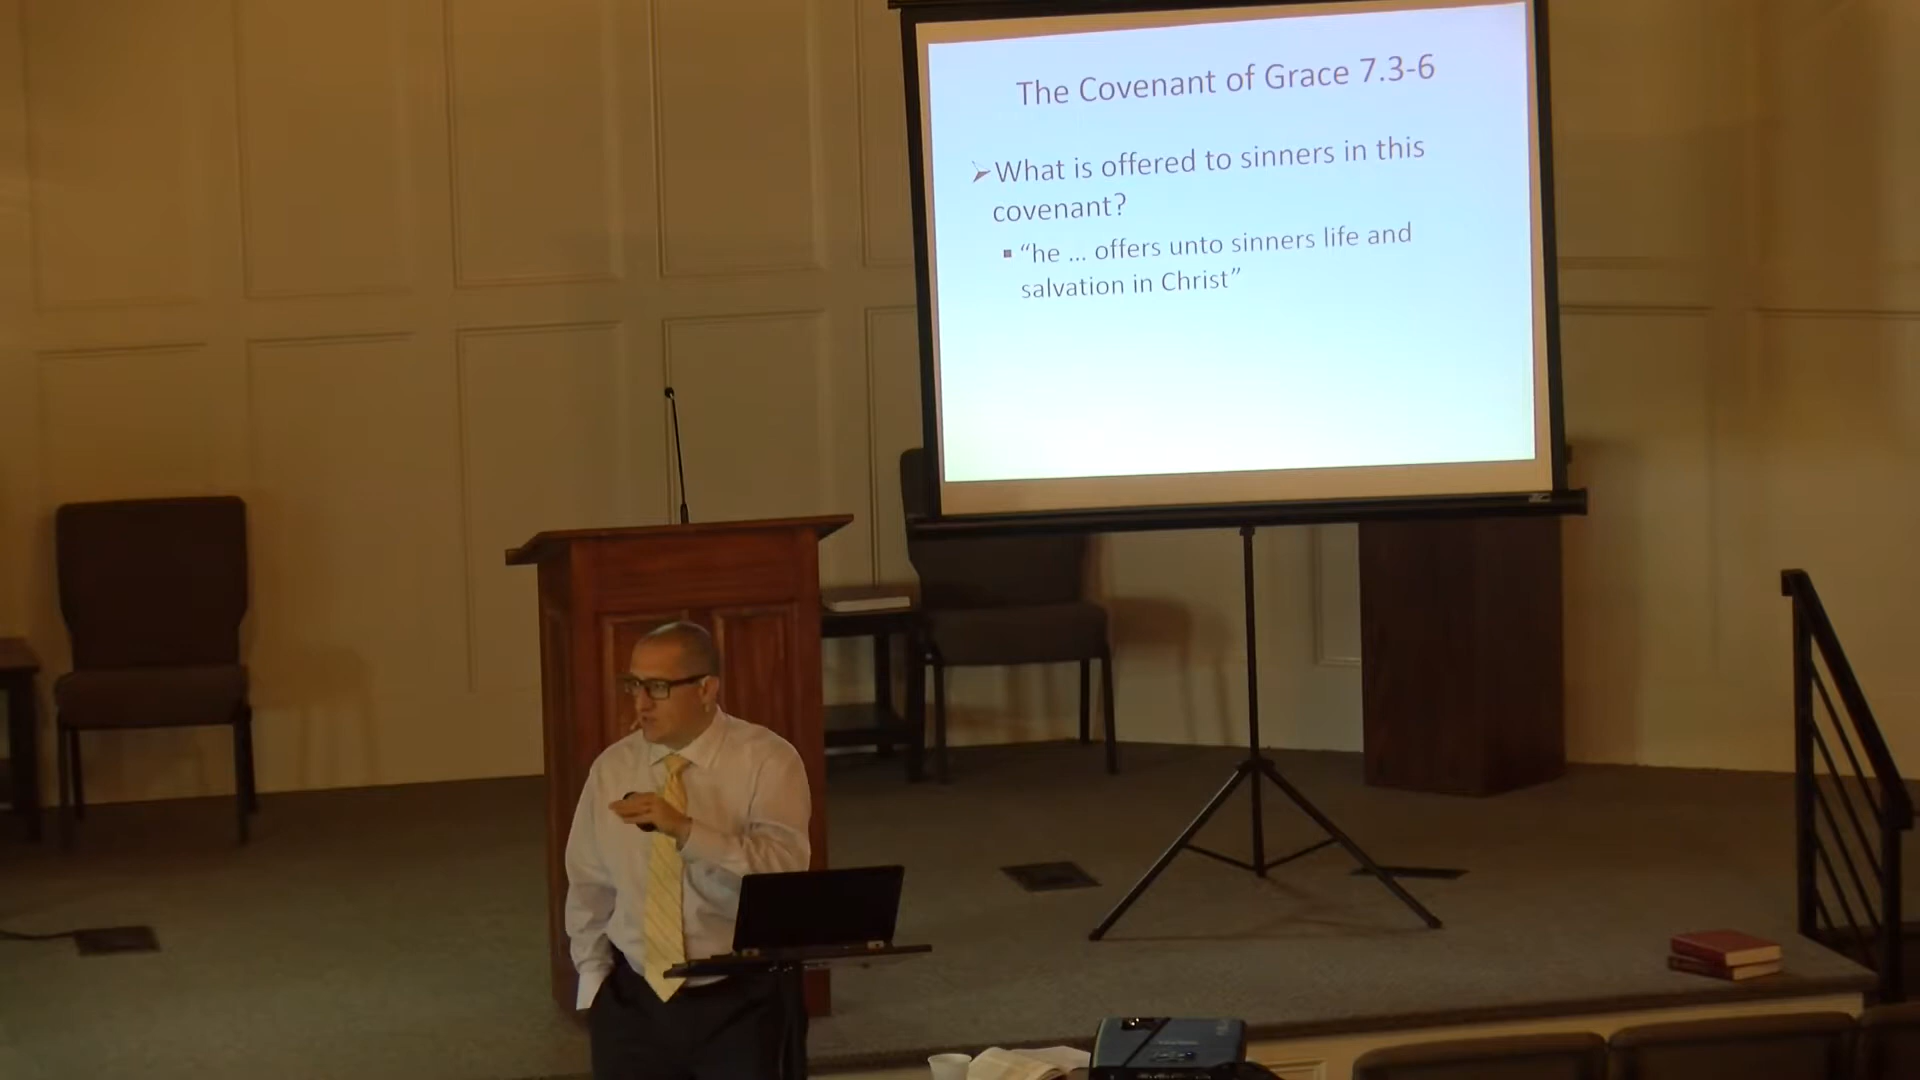 The Covenant of Grace 7.3-6
What is offered to sinners in this
covenant?
“he ... offers unto sinners life and
salvation in Christ”